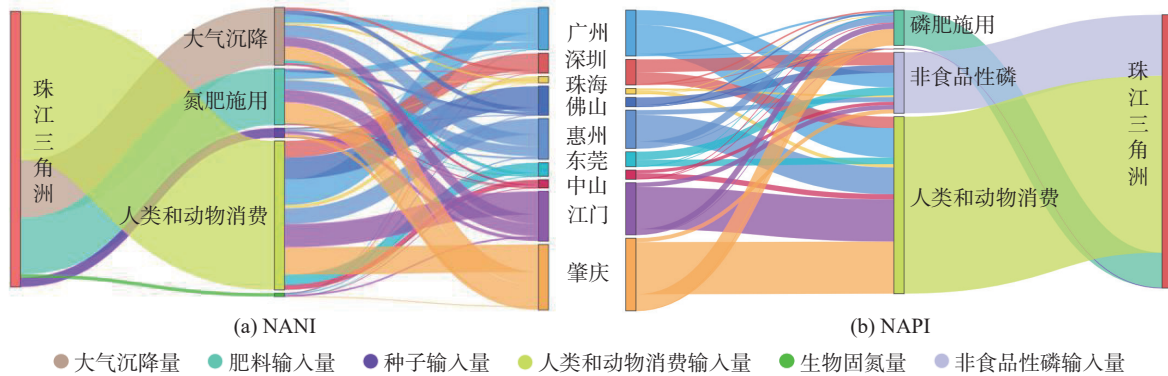 珠江三角洲
大气沉降
氮肥施用
人类和动物消费
广州
深圳
珠海
佛山
惠州
东莞
中山
江门
肇庆
磷肥施用
非食品性磷
人类和动物消费
珠江三角洲
(a) NANI
(b) NAPI
大气沉降量 肥料输入量 种子输入量 人类和动物消费输入量 生物固氮量 非食品性磷输入量